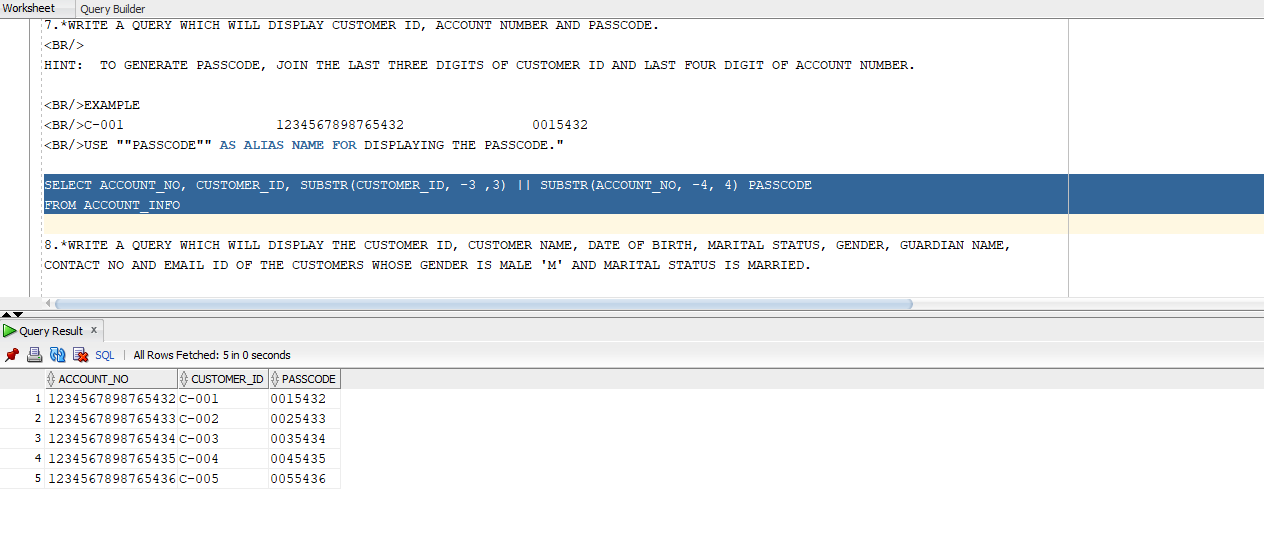 Worksheet Query Builder
7.*WRITE A QUERY WHICH WILL DISPLAY CUSTOMER ID, ACCOUNT NUMBER AND PASSCODE.
<BR/>
HINT:  TO GENERATE PASSCODE, JOIN THE LAST THREE DIGITS OF CUSTOMER ID AND LAST FOUR DIGIT OF ACCOUNT NUMBER.
<BR/>EXAMPLE
<BR/>C-001 1234567898765432 0015432
<BR/>USE ""PASSCODE"" AS ALIAS NAME FOR DISPLAYING THE PASSCODE."
SELECT ACCOUNT_NO, CUSTOMER_ID, SUBSTR(CUSTOMER_ID, -3 ,3) || SUBSTR(ACCOUNT_NO, -4, 4) PASSCODE
FROM ACCOUNT_INFO
8.*WRITE A QUERY WHICH WILL DISPLAY THE CUSTOMER ID, CUSTOMER NAME, DATE OF BIRTH, MARITAL STATUS, GENDER, GUARDIAN NAME,
CONTACT NO AND EMAIL ID OF THE CUSTOMERS WHOSE GENDER IS MALE 'M' AND MARITAL STATUS IS MARRIED.
Query Result x
SQL | All Rows Fetched: 5 in 0 seconds
ACCOUNT_NO CUSTOMER_ID PASSCODE
1 1234567898765432 C-001 0015432
2 1234567898765433 C-002 0025433
3 1234567898765434 C-003 0035434
4 1234567898765435 C-004 0045435
5 1234567898765436 C-005 0055436